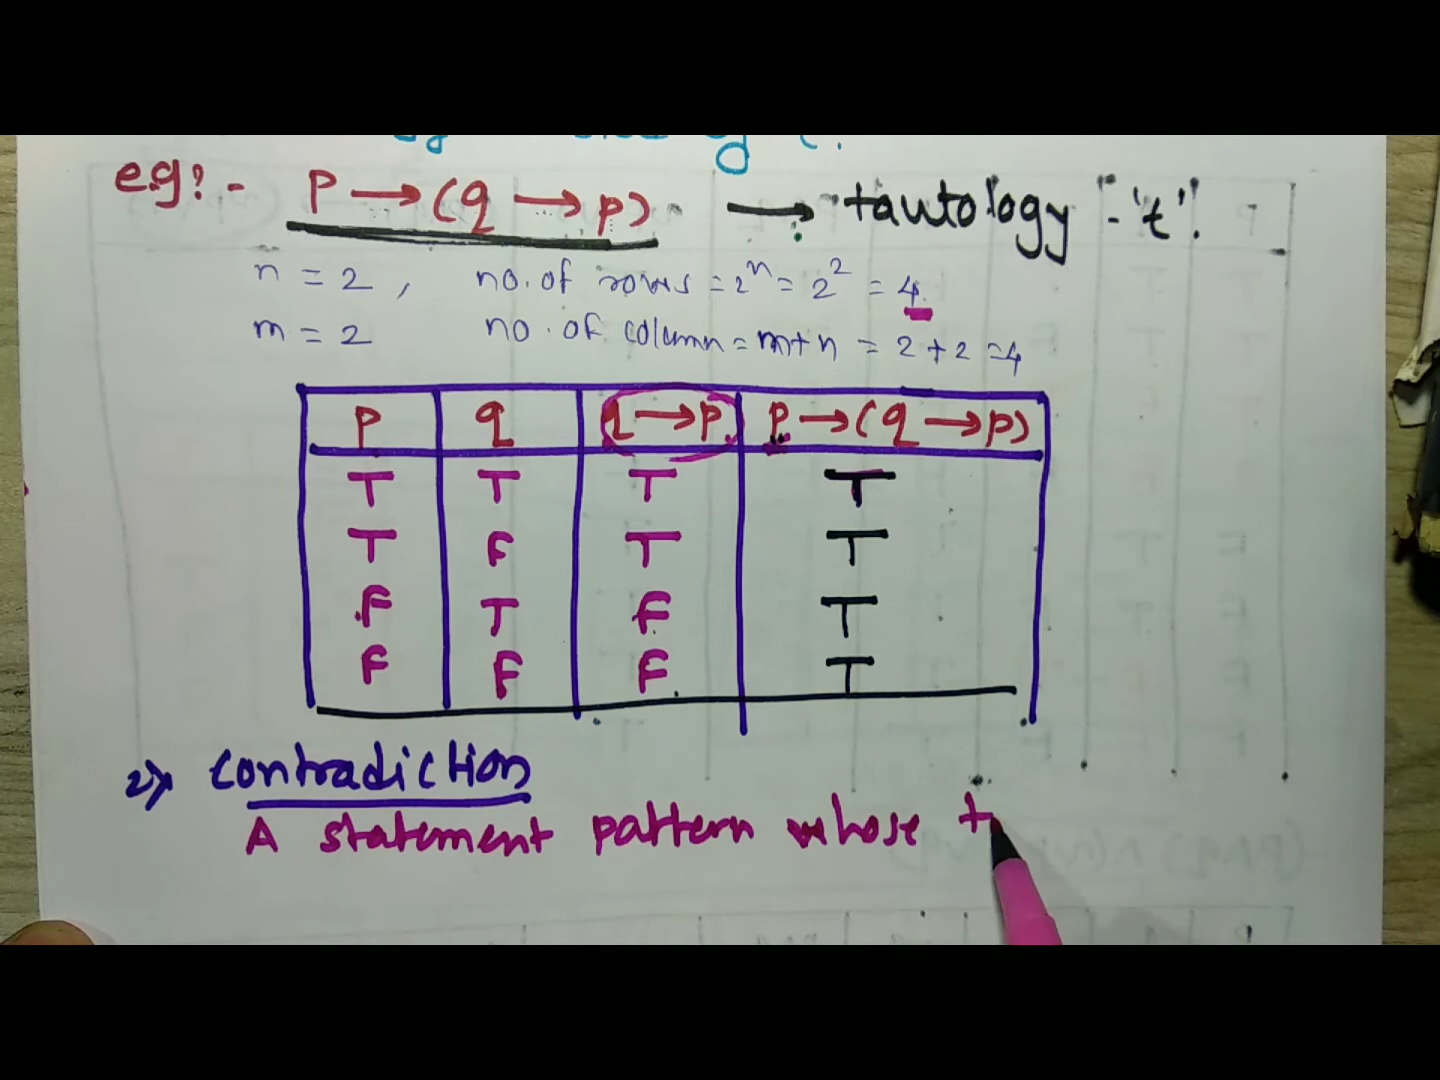 e.g:- p → (q → p) → tautology - 't'.
n = 2 , no. of rows = 2ⁿ = 2² = 4.
m = 2 no. of column = m+n = 2+2 = 4
p q q → p p → (q → p)
T T T T
T F T T
F T F T
F F F T
2) Contradiction
A statement pattern whose t